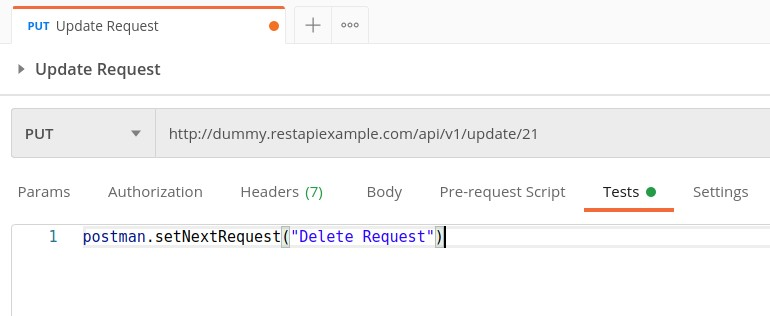 PUT Update Request
Update Request
PUT http://dummy.restapiexample.com/api/v1/update/21
Params Authorization Headers (7) Body Pre-request Script Tests Settings
1 postman.setNextRequest("Delete Request")